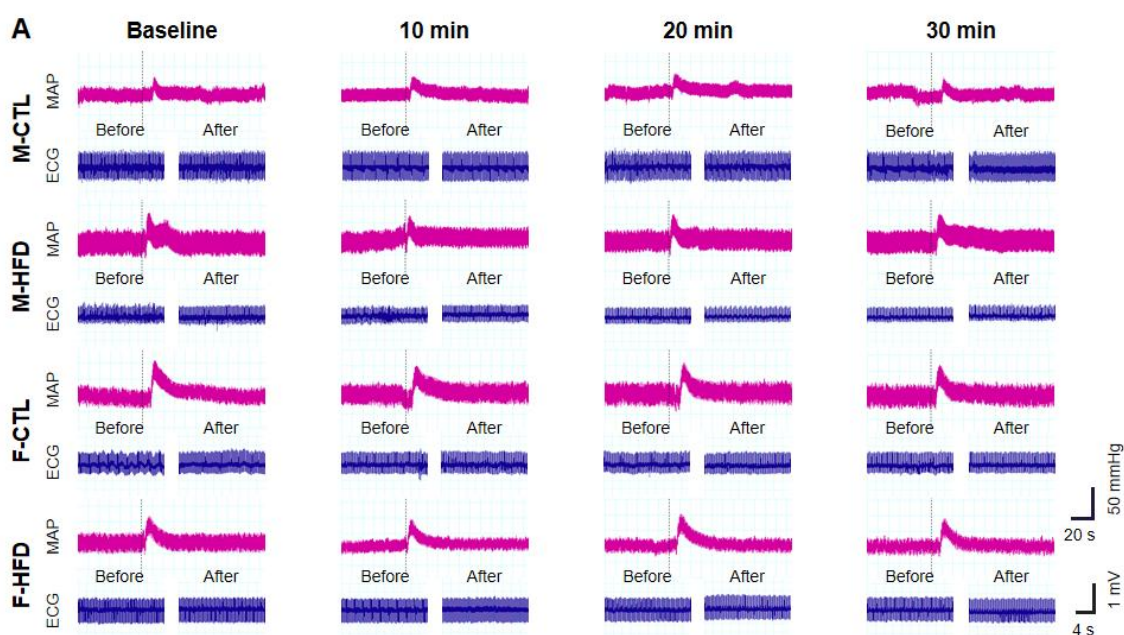 A
Baseline 10 min 20 min 30 min
M-CTL
MAP
Before After Before After Before After Before After
ECG
M-HFD
MAP
Before After Before After Before After Before After
ECG
F-CTL
MAP
Before After Before After Before After Before After
ECG
50 mmHg
20 s
F-HFD
MAP
Before After Before After Before After Before After
ECG
1 mV
4 s